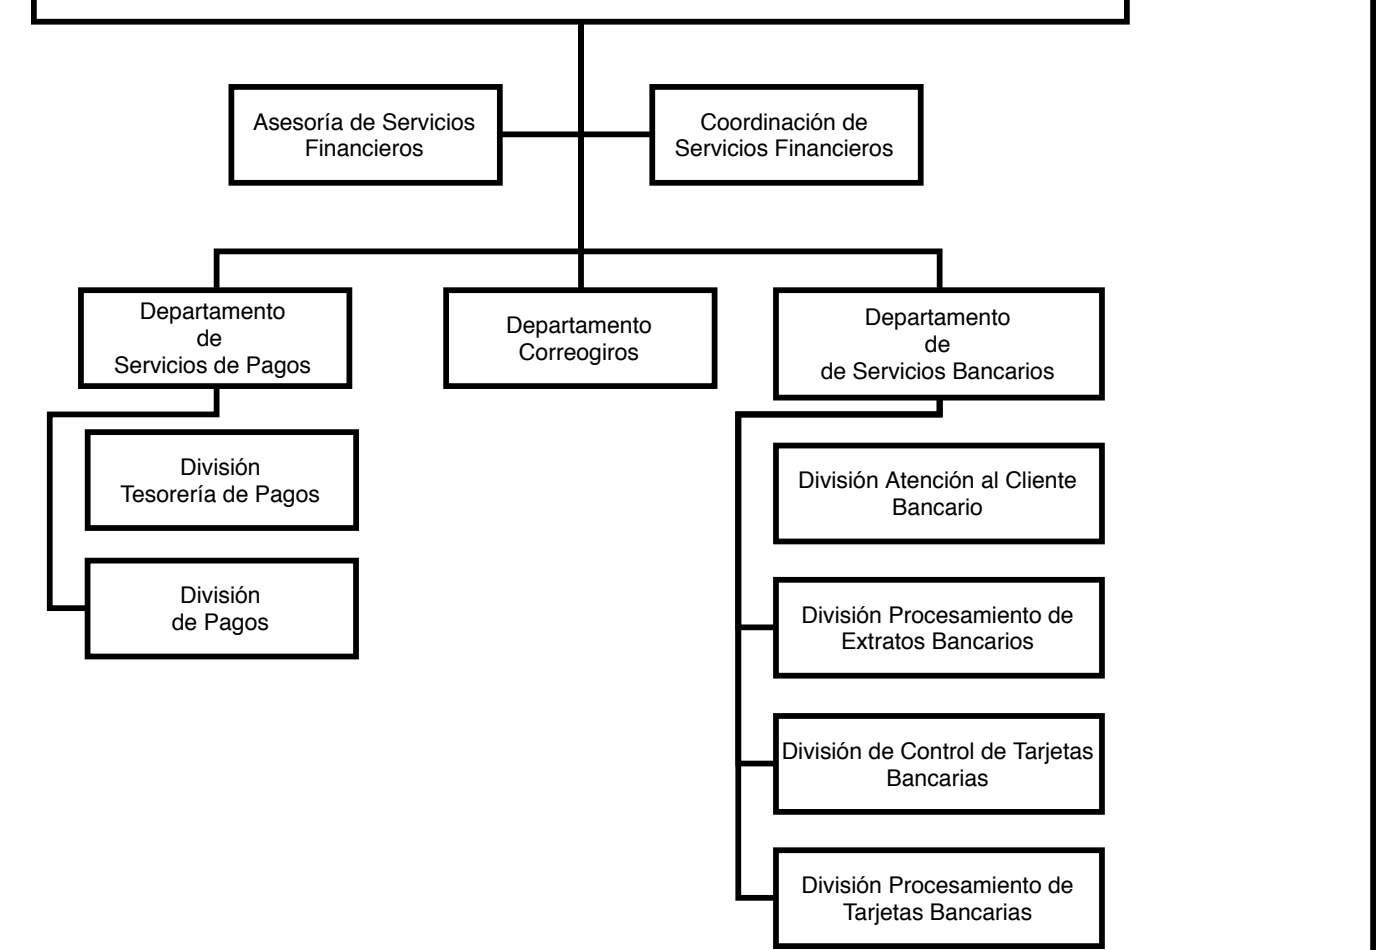 Asesoría de Servicios
Financieros
Coordinación de
Servicios Financieros
Departamento
de
Servicios de Pagos
Departamento
Correogiros
Departamento
de
de Servicios Bancarios
División
Tesorería de Pagos
División
de Pagos
División Atención al Cliente
Bancario
División Procesamiento de
Extratos Bancarios
División de Control de Tarjetas
Bancarias
División Procesamiento de
Tarjetas Bancarias